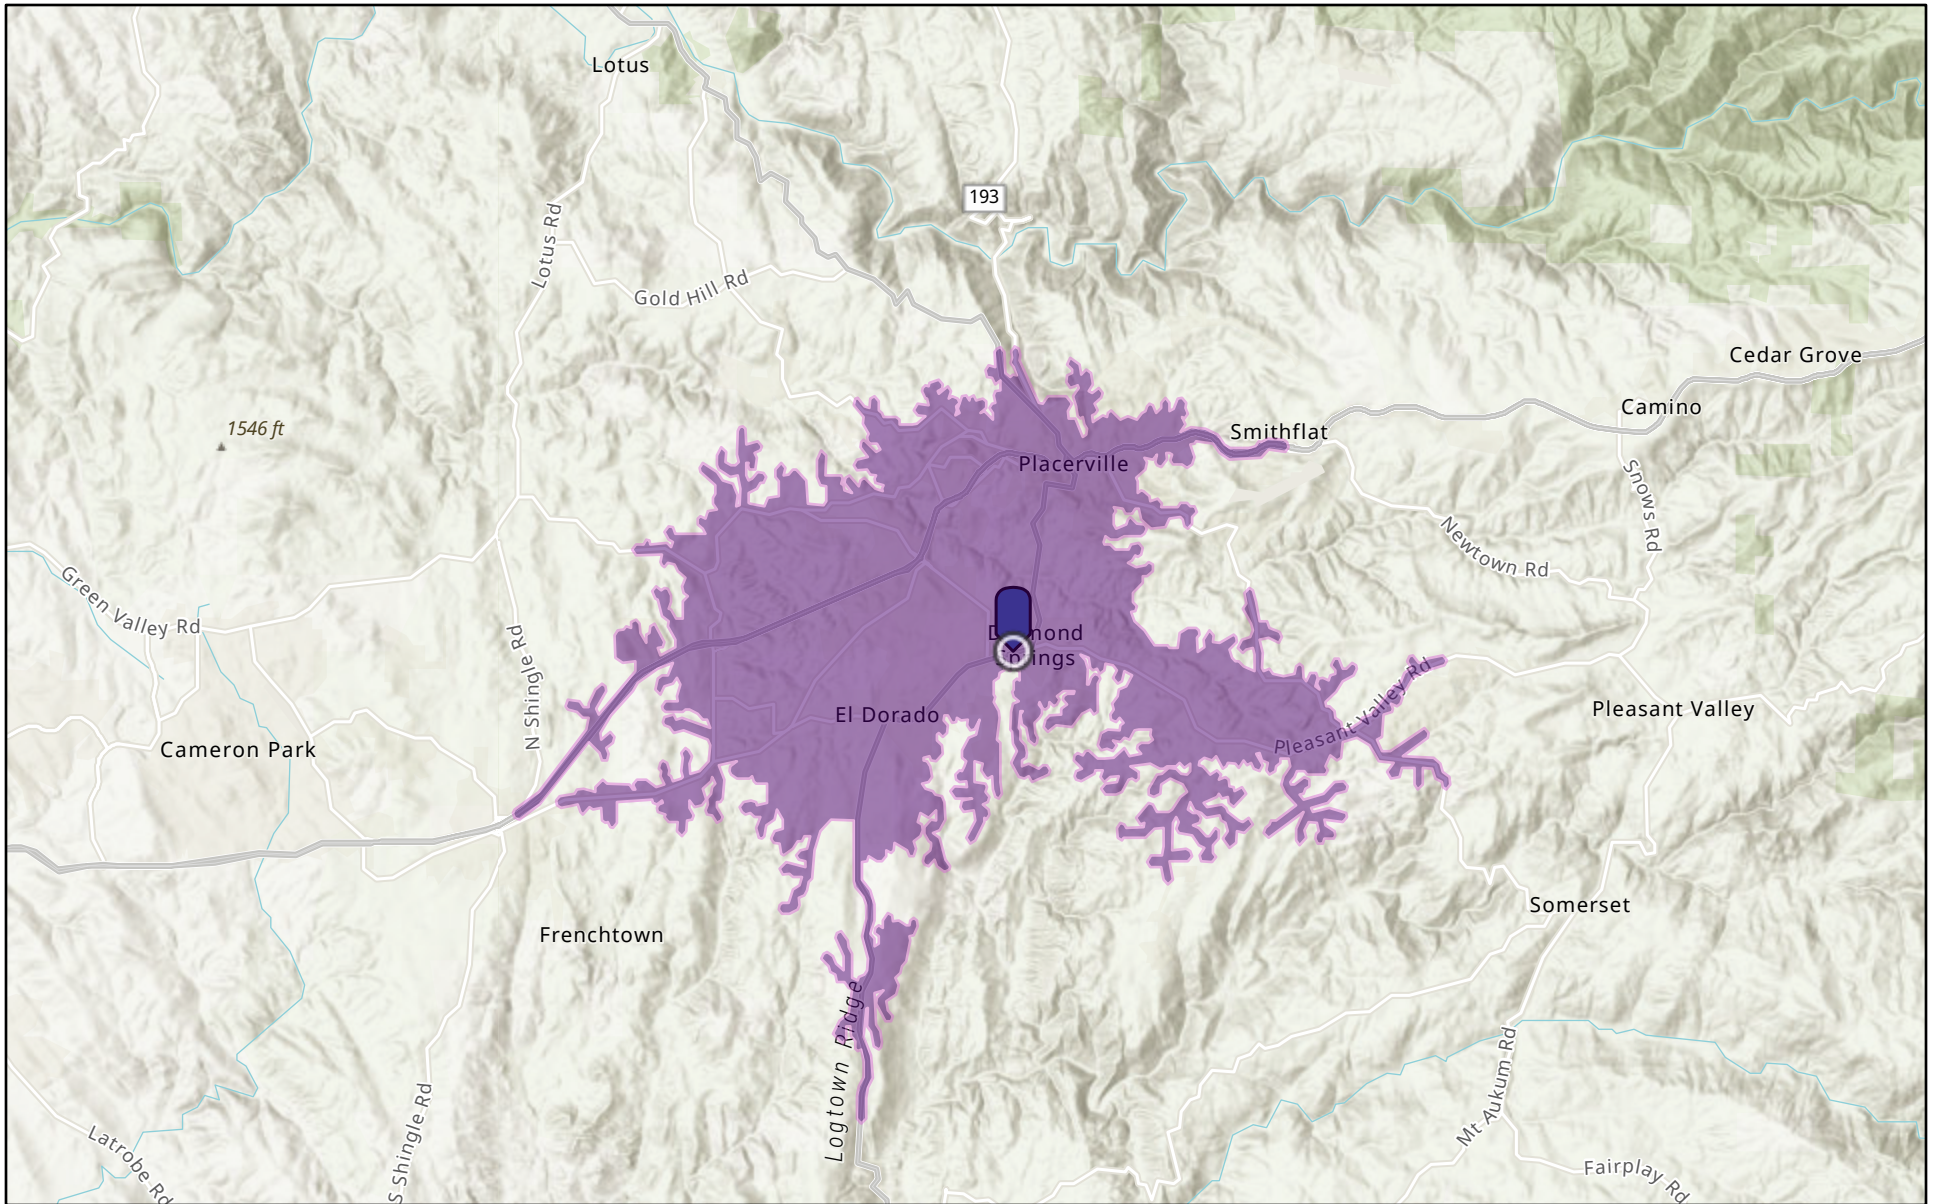 Lotus
193
Lotus Rd
Gold Hill Rd
Cedar Grove
Camino
1546 ft
Smithflat
Placerville
Snows Rd
Newtown Rd
Green Valley Rd
N Shingle Rd
Springs
Pleasant Valley Rd
El Dorado
Pleasant Valley
Cameron Park
Somerset
Frenchtown
Logtown Ridge
Mt Aukum Rd
S Shingle Rd
Latrobe Rd
Fairplay Rd